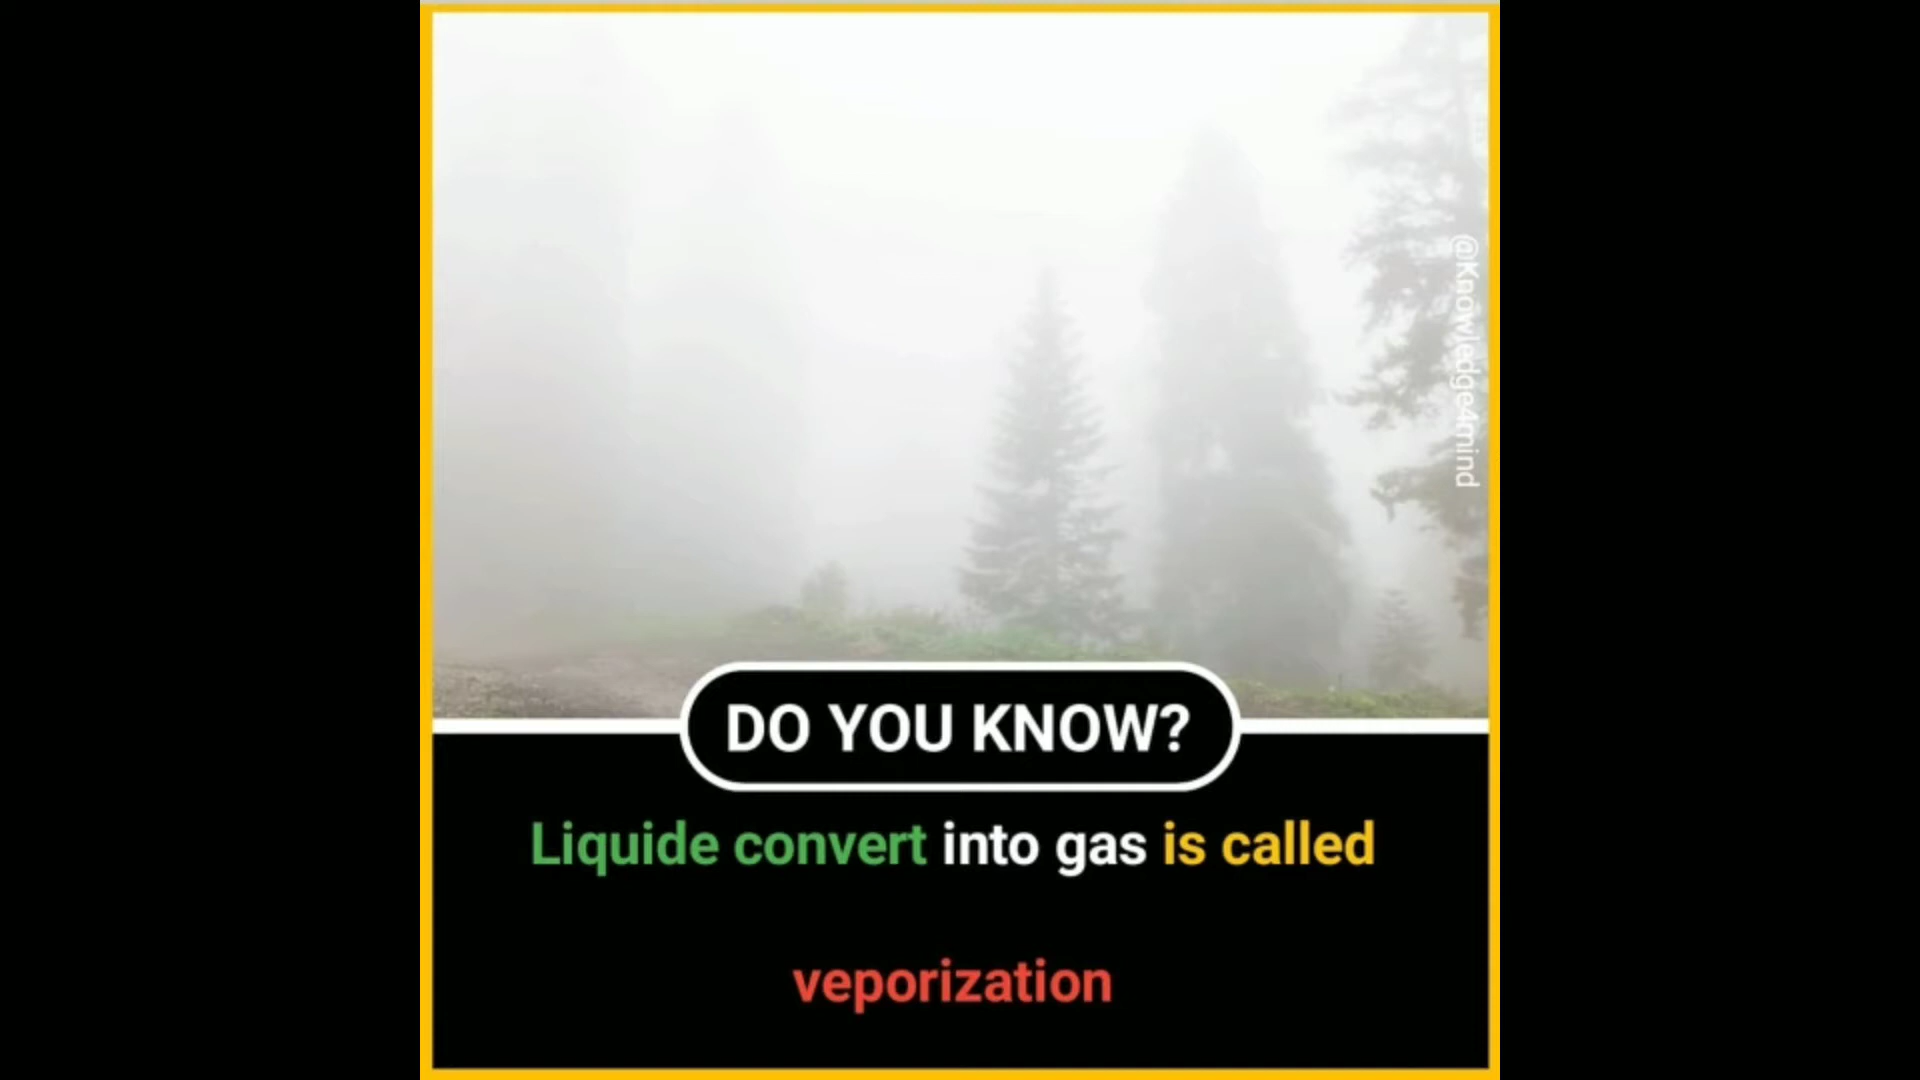 @Knowledge4mind
DO YOU KNOW?
Liquide convert into gas is called
veporization